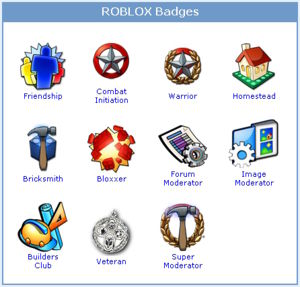 ROBLOX Badges
Friendship
Combat
Initiation
Warrior
Homestead
Bricksmith
Bloxxer
Forum
Moderator
Image
Moderator
Builders
Club
Veteran
Super
Moderator